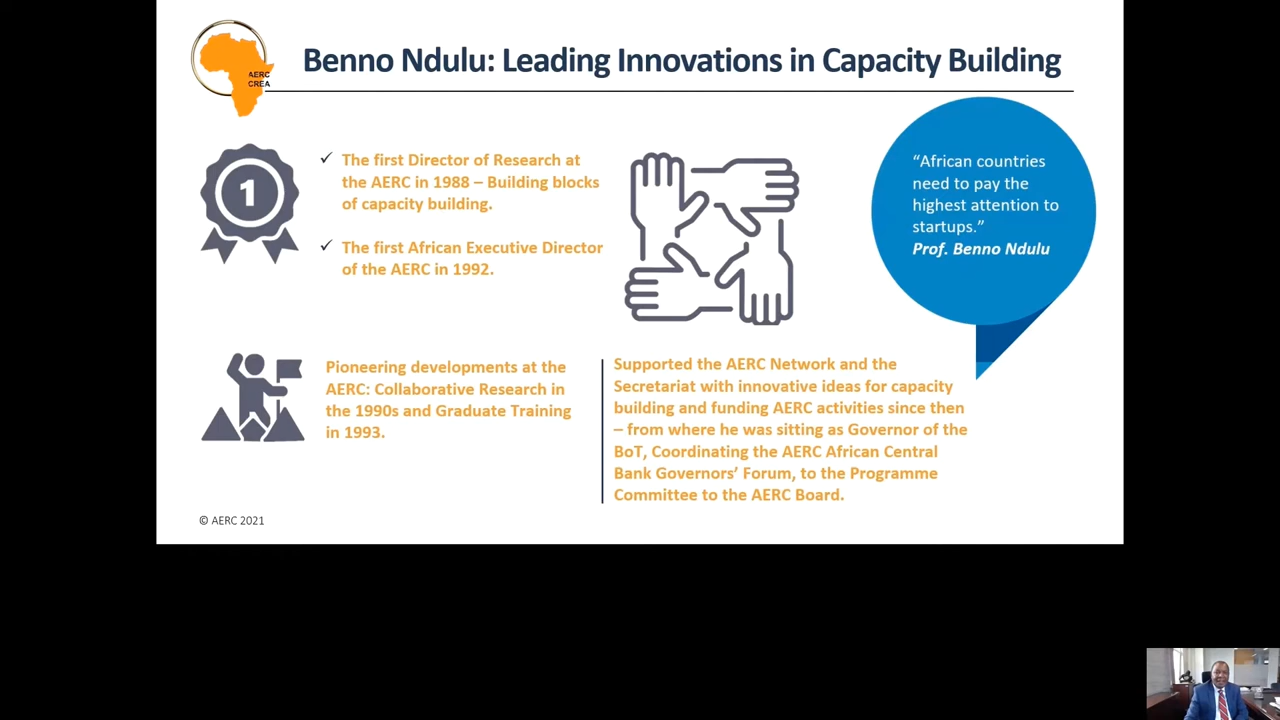 AERC
CREA
Benno Ndulu: Leading Innovations in Capacity Building
1
✓ The first Director of Research at
the AERC in 1988 – Building blocks
of capacity building.
✓ The first African Executive Director
of the AERC in 1992.
“African countries
need to pay the
highest attention to
startups.”
Prof. Benno Ndulu
Pioneering developments at the
AERC: Collaborative Research in
the 1990s and Graduate Training
in 1993.
Supported the AERC Network and the
Secretariat with innovative ideas for capacity
building and funding AERC activities since then
– from where he was sitting as Governor of the
BoT, Coordinating the AERC African Central
Bank Governors’ Forum, to the Programme
Committee to the AERC Board.
© AERC 2021